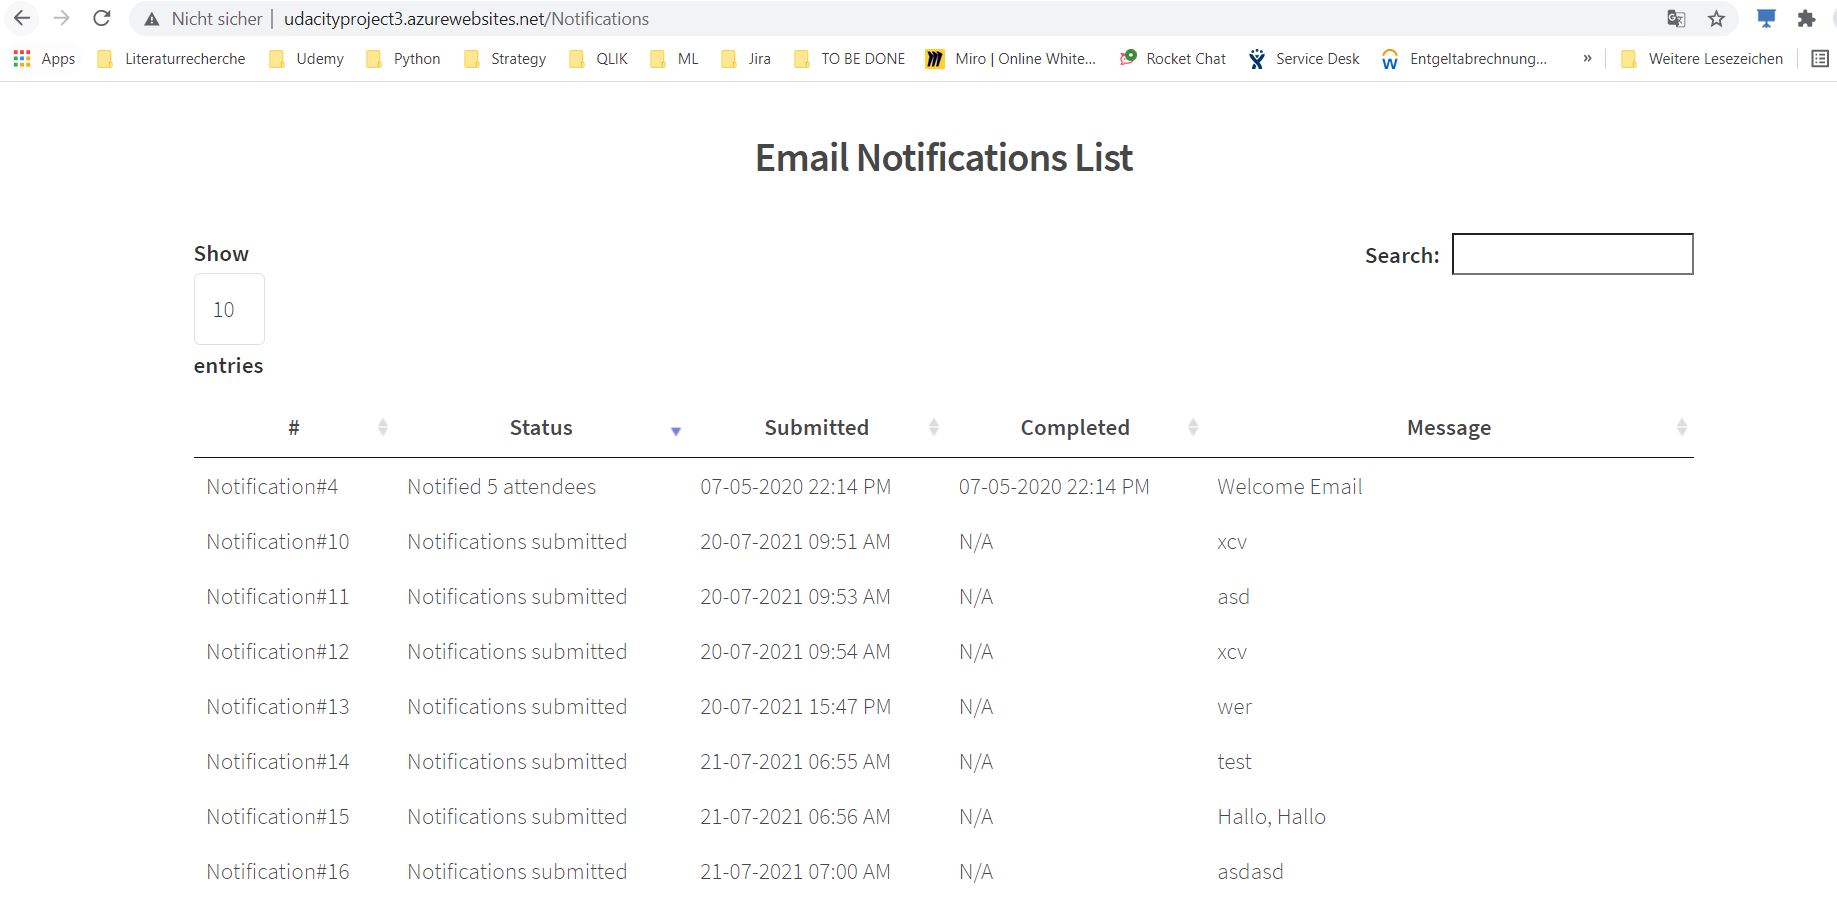 Nicht sicher | udacityproject3.azurewebsites.net/Notifications
Apps Literaturrecherche Udemy Python Strategy QLIK ML Jira TO BE DONE Miro | Online White... Rocket Chat Service Desk Entgeltabrechnung... » Weitere Lesezeichen
Email Notifications List
Show
10
entries
Search:
# Status Submitted Completed Message
Notification#4 Notified 5 attendees 07-05-2020 22:14 PM 07-05-2020 22:14 PM Welcome Email
Notification#10 Notifications submitted 20-07-2021 09:51 AM N/A xcv
Notification#11 Notifications submitted 20-07-2021 09:53 AM N/A asd
Notification#12 Notifications submitted 20-07-2021 09:54 AM N/A xcv
Notification#13 Notifications submitted 20-07-2021 15:47 PM N/A wer
Notification#14 Notifications submitted 21-07-2021 06:55 AM N/A test
Notification#15 Notifications submitted 21-07-2021 06:56 AM N/A Hallo, Hallo
Notification#16 Notifications submitted 21-07-2021 07:00 AM N/A asdasd